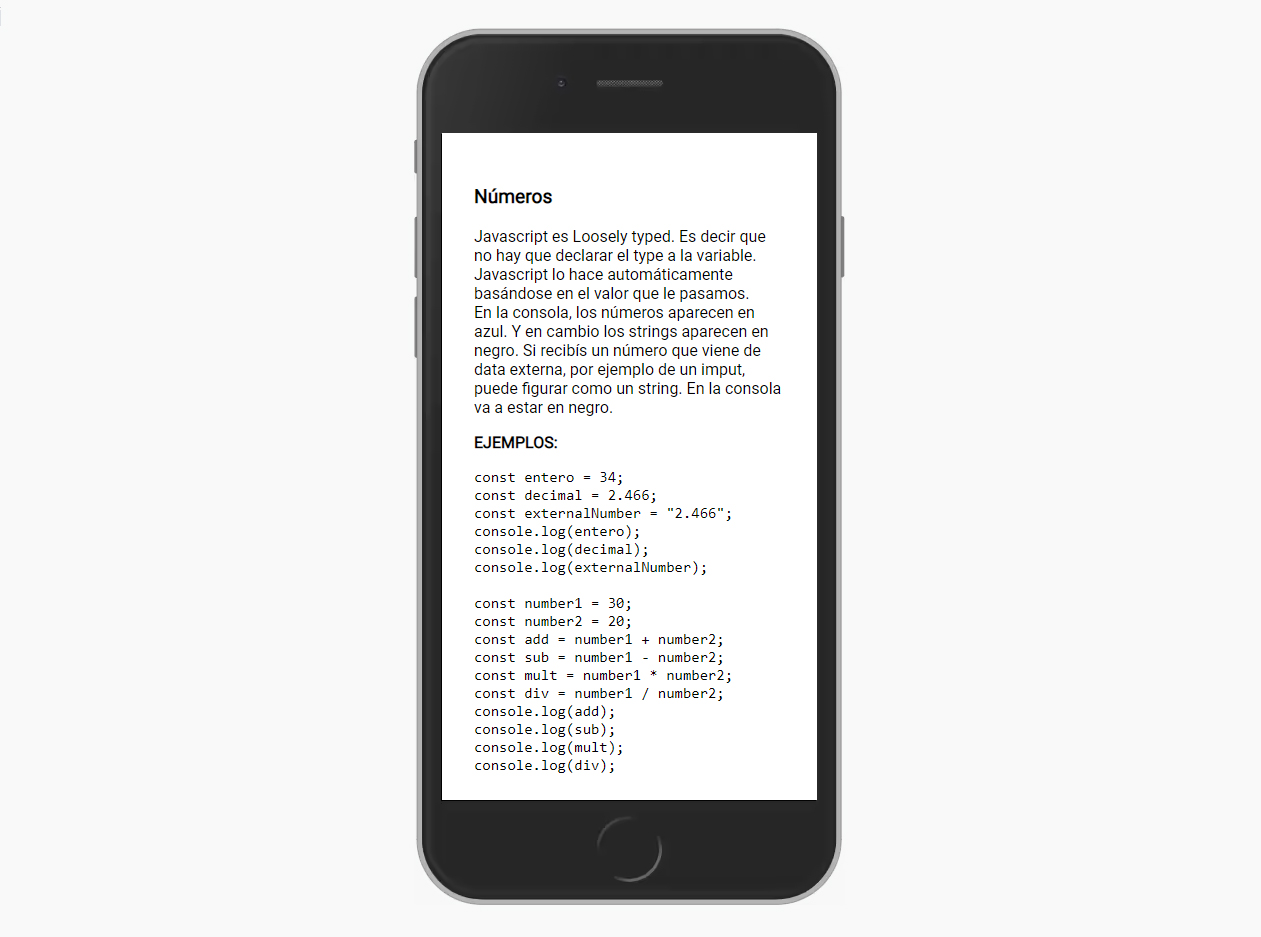 Números
Javascript es Loosely typed. Es decir que
no hay que declarar el type a la variable.
Javascript lo hace automáticamente
basándose en el valor que le pasamos.
En la consola, los números aparecen en
azul. Y en cambio los strings aparecen en
negro. Si recibís un número que viene de
data externa, por ejemplo de un imput,
puede figurar como un string. En la consola
va a estar en negro.
EJEMPLOS:
const entero = 34;
const decimal = 2.466;
const externalNumber = "2.466";
console.log(entero);
console.log(decimal);
console.log(externalNumber);
const number1 = 30;
const number2 = 20;
const add = number1 + number2;
const sub = number1 - number2;
const mult = number1 * number2;
const div = number1 / number2;
console.log(add);
console.log(sub);
console.log(mult);
console.log(div);